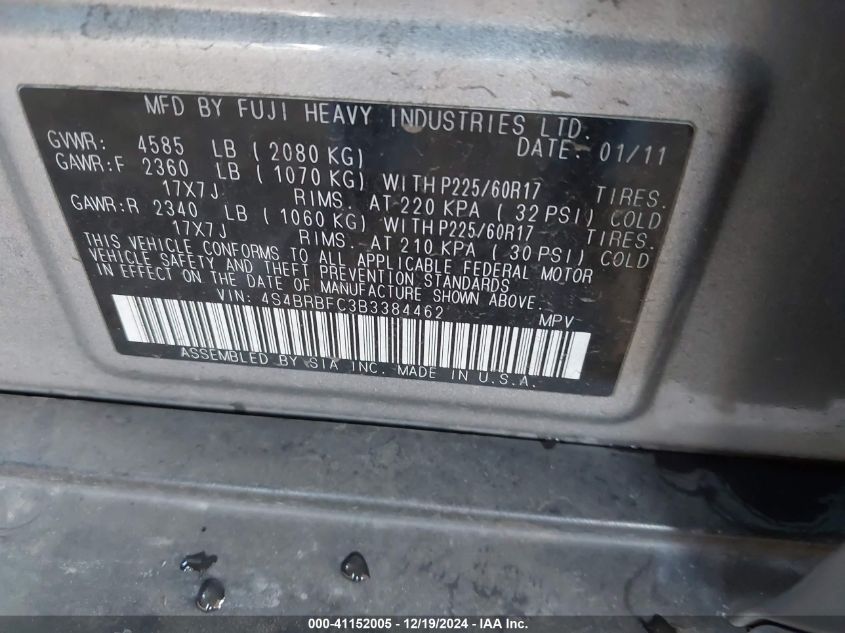 MFD BY FUJI HEAVY INDUSTRIES LTD.
GVWR: 4585 LB ( 2080 KG) DATE: 01/11
GAWR:F 2360 LB ( 1070 KG) WITH P225/60R17 TIRES.
17X7J RIMS. AT 220 KPA ( 32 PSI) COLD
GAWR:R 2340 LB ( 1060 KG) WITH P225/60R17 TIRES.
17X7J RIMS. AT 210 KPA ( 30 PSI) COLD
THIS VEHICLE CONFORMS TO ALL APPLICABLE FEDERAL MOTOR
VEHICLE SAFETY AND THEFT PREVENTION STANDARDS
IN EFFECT ON THE DATE OF MANUFACTURE SHOWN ABOVE.
VIN: 4S4BRBFC3B3384462 MPV
ASSEMBLED BY SIA INC. MADE IN U.S.A.
000-41152005 - 12/19/2024 - IAA Inc.